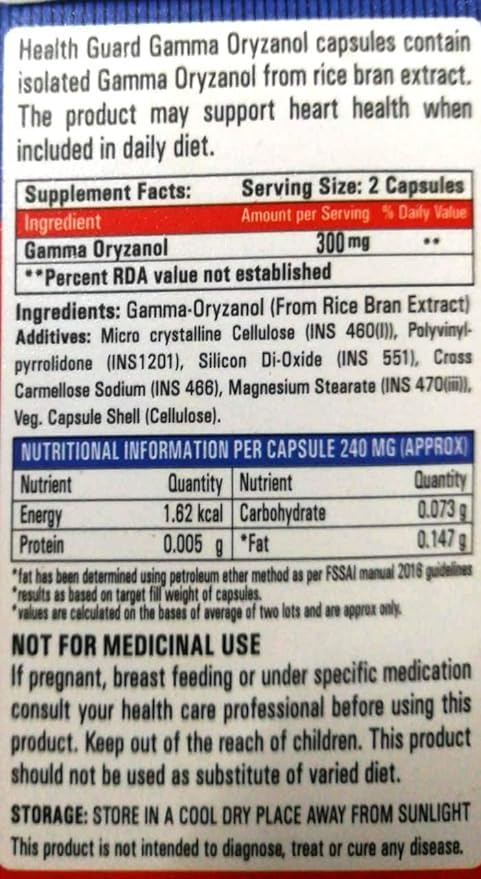 Health Guard Gamma Oryzanol capsules contain
isolated Gamma Oryzanol from rice bran extract.
The product may support heart health when
included in daily diet.
Supplement Facts: Serving Size: 2 Capsules
Ingredient Amount per Serving % Daily Value
Gamma Oryzanol 300 mg **
**Percent RDA value not established
Ingredients: Gamma-Oryzanol (From Rice Bran Extract)
Additives: Micro crystalline Cellulose (INS 460(I)), Polyvinyl-
pyrrolidone (INS1201), Silicon Di-Oxide (INS 551), Cross
Carmellose Sodium (INS 466), Magnesium Stearate (INS 470(iii)),
Veg. Capsule Shell (Cellulose).
NUTRITIONAL INFORMATION PER CAPSULE 240 MG (APPROX)
Nutrient Quantity Nutrient Quantity
Energy 1.62 kcal Carbohydrate 0.073 g
Protein 0.005 g *Fat 0.147 g
*fat has been determined using petroleum ether method as per FSSAI manual 2016 guidelines
*results as based on target fill weight of capsules.
*values are calculated on the bases of average of two lots and are approx only.
NOT FOR MEDICINAL USE
If pregnant, breast feeding or under specific medication
consult your health care professional before using this
product. Keep out of the reach of children. This product
should not be used as substitute of varied diet.
STORAGE: STORE IN A COOL DRY PLACE AWAY FROM SUNLIGHT
This product is not intended to diagnose, treat or cure any disease.